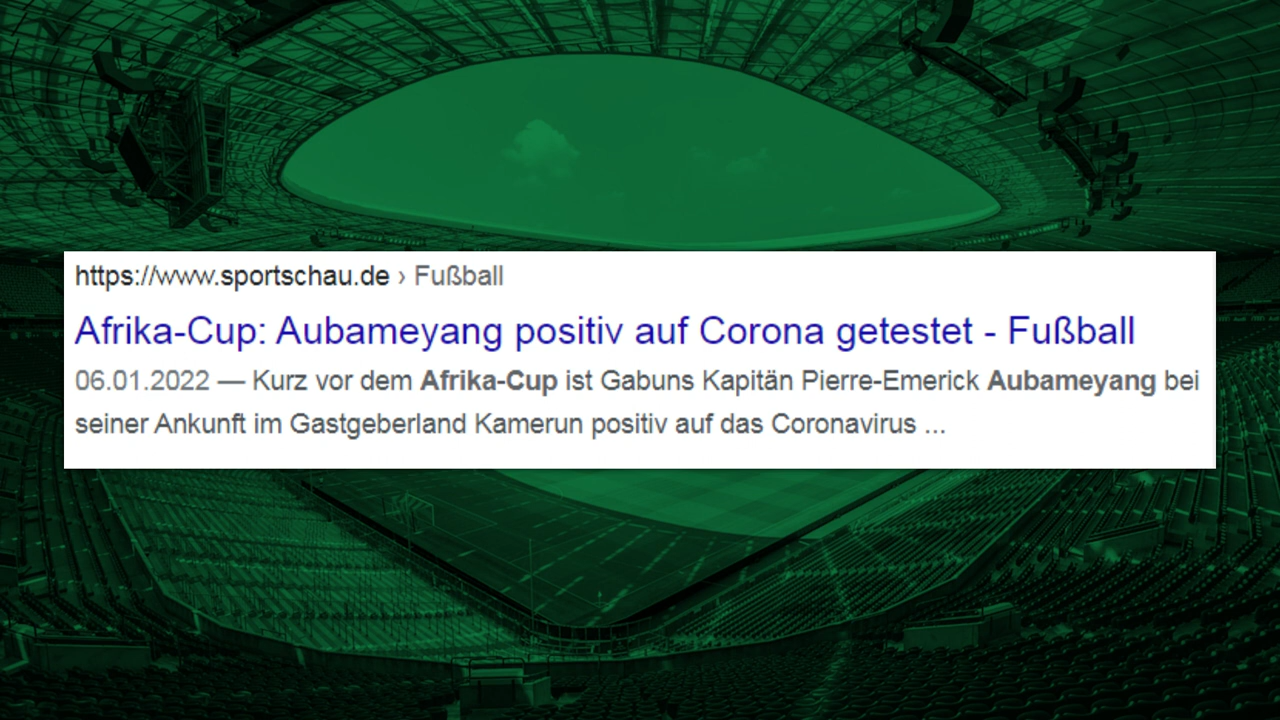 https://www.sportschau.de › Fußball
Afrika-Cup: Aubameyang positiv auf Corona getestet - Fußball
06.01.2022 — Kurz vor dem Afrika-Cup ist Gabuns Kapitän Pierre-Emerick Aubameyang bei
seiner Ankunft im Gastgeberland Kamerun positiv auf das Coronavirus ...